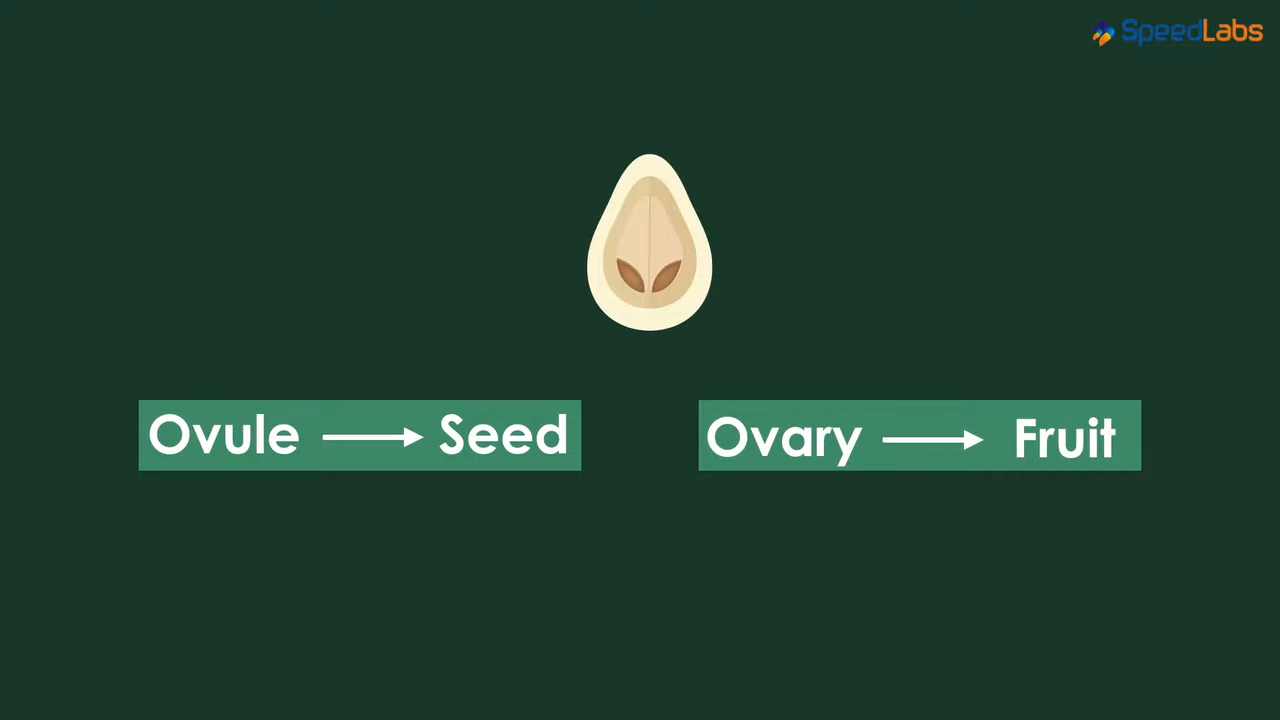 SpeedLabs
Ovule → Seed
Ovary → Fruit